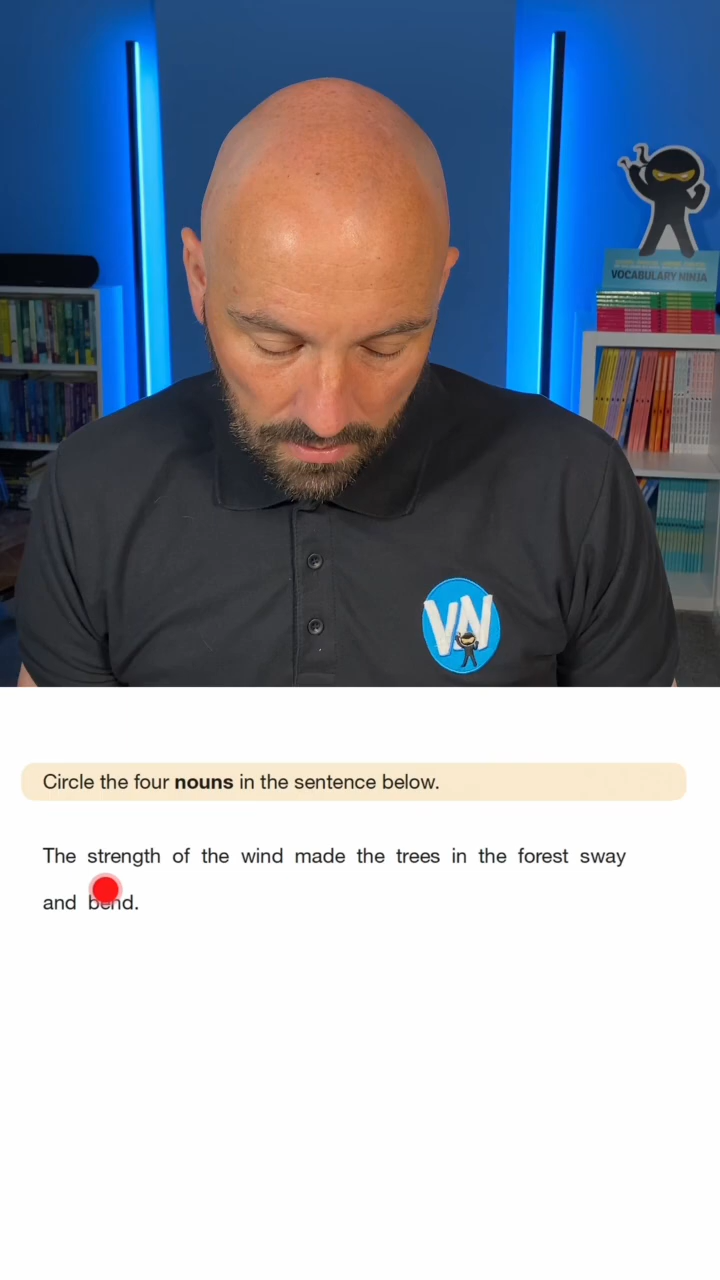 VOCABULARY NINJA
VN
Circle the four nouns in the sentence below.
The strength of the wind made the trees in the forest sway
and bend.